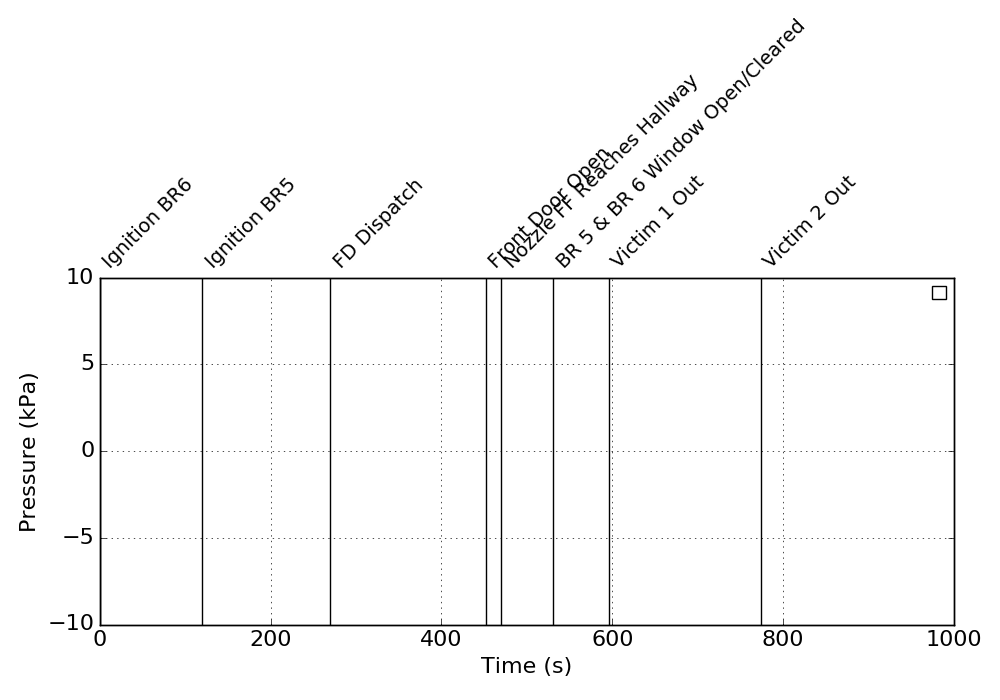 Ignition BR6
Ignition BR5
FD Dispatch
Front Door Open
Nozzle FF Reaches Hallway
BR 5 & BR 6 Window Open/Cleared
Victim 1 Out
Victim 2 Out
10
5
0
−5
−10
Pressure (kPa)
0 200 400 600 800 1000
Time (s)